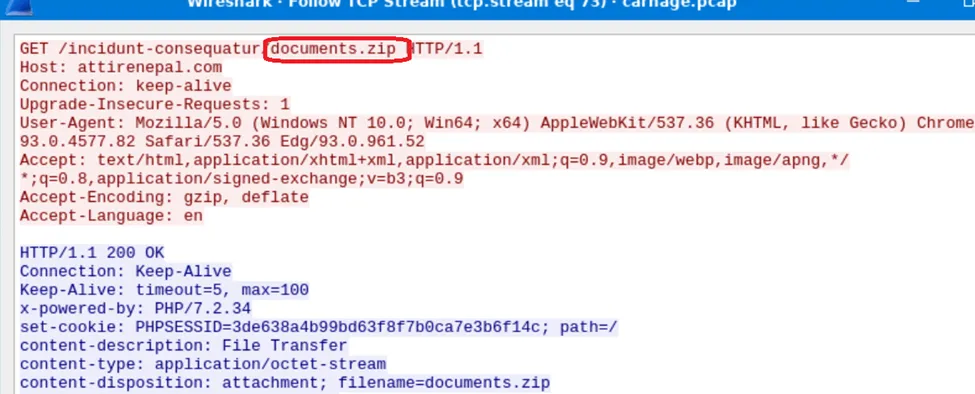 Wireshark · Follow TCP Stream (tcp.stream eq 73) · carnage.pcap
GET /incidunt-consequatur/documents.zip HTTP/1.1
Host: attirenepal.com
Connection: keep-alive
Upgrade-Insecure-Requests: 1
User-Agent: Mozilla/5.0 (Windows NT 10.0; Win64; x64) AppleWebKit/537.36 (KHTML, like Gecko) Chrome
93.0.4577.82 Safari/537.36 Edg/93.0.961.52
Accept: text/html,application/xhtml+xml,application/xml;q=0.9,image/webp,image/apng,*/
*;q=0.8,application/signed-exchange;v=b3;q=0.9
Accept-Encoding: gzip, deflate
Accept-Language: en
HTTP/1.1 200 OK
Connection: Keep-Alive
Keep-Alive: timeout=5, max=100
x-powered-by: PHP/7.2.34
set-cookie: PHPSESSID=3de638a4b99bd63f8f7b0ca7e3b6f14c; path=/
content-description: File Transfer
content-type: application/octet-stream
content-disposition: attachment; filename=documents.zip